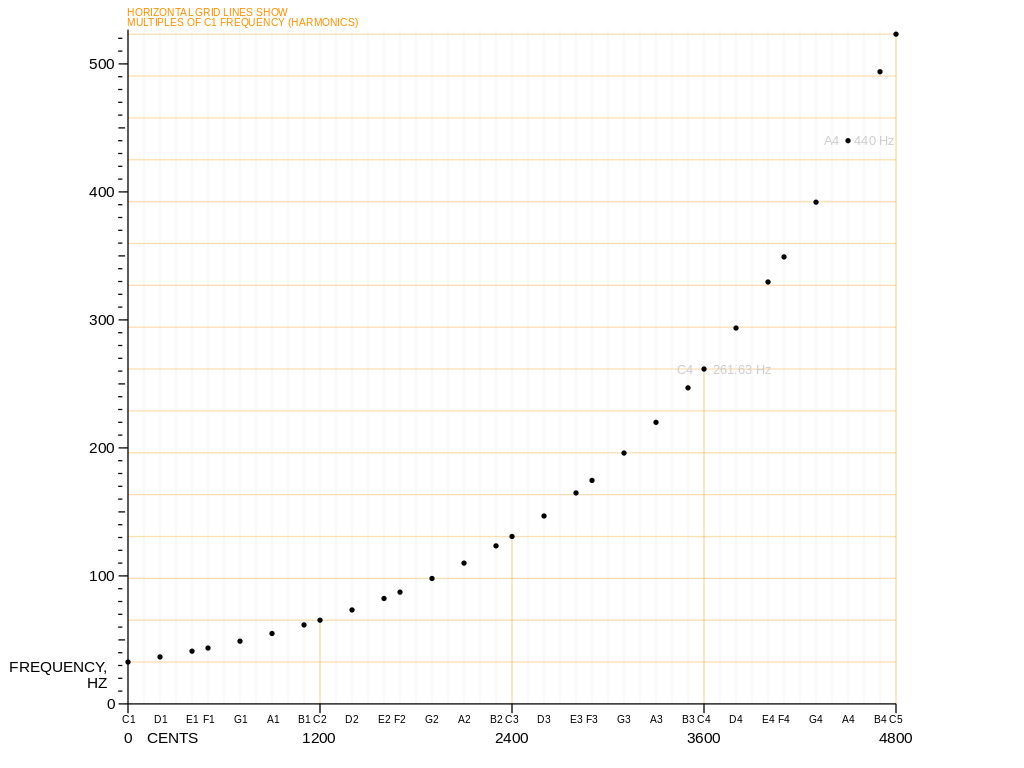 HORIZONTAL GRID LINES SHOW
MULTIPLES OF C1 FREQUENCY (HARMONICS)
500
A4 440 Hz
400
300
C4 261.63 Hz
200
100
FREQUENCY,
HZ
0
C1 D1 E1 F1 G1 A1 B1 C2 D2 E2 F2 G2 A2 B2 C3 D3 E3 F3 G3 A3 B3 C4 D4 E4 F4 G4 A4 B4 C5
0 CENTS 1200 2400 3600 4800